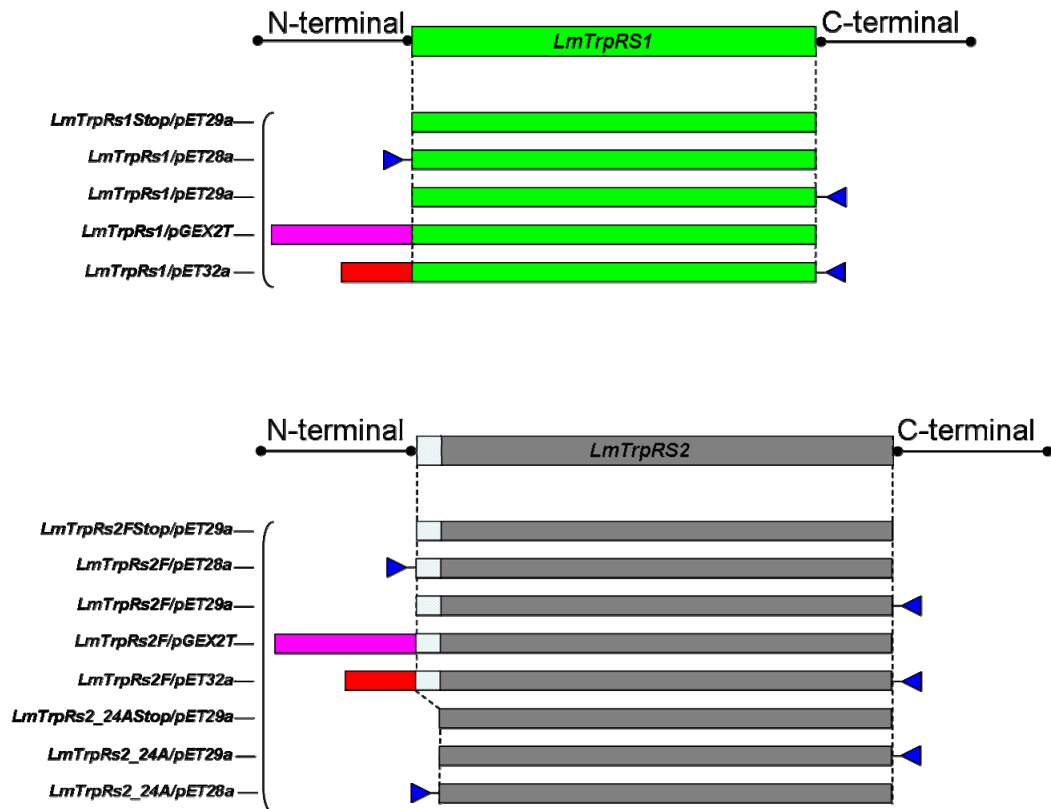 N-terminal LmTrpRS1 C-terminal
LmTrpRs1Stop/pET29a
LmTrpRs1/pET28a
LmTrpRs1/pET29a
LmTrpRs1/pGEX2T
LmTrpRs1/pET32a
N-terminal LmTrpRS2 C-terminal
LmTrpRs2FStop/pET29a
LmTrpRs2F/pET28a
LmTrpRs2F/pET29a
LmTrpRs2F/pGEX2T
LmTrpRs2F/pET32a
LmTrpRs2_24AStop/pET29a
LmTrpRs2_24A/pET29a
LmTrpRs2_24A/pET28a